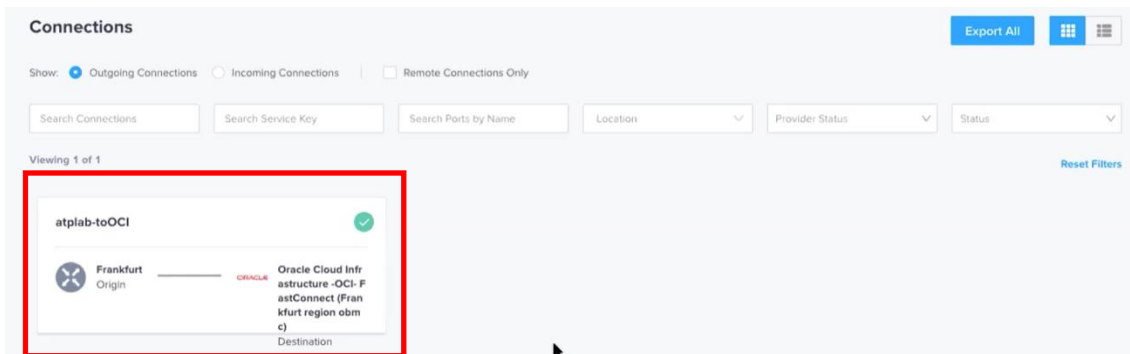 Connections
Export All
Show: Outgoing Connections Incoming Connections Remote Connections Only
Search Connections Search Service Key Search Ports by Name Location Provider Status Status
Viewing 1 of 1
Reset Filters
atplab-toOCI
Frankfurt
Origin
ORACLE
Oracle Cloud Infr
astructure -OCI- F
astConnect (Fran
kfurt region obm
c)
Destination